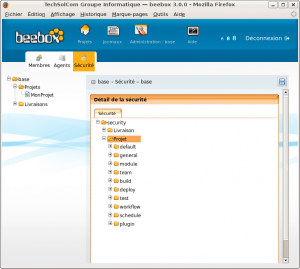 TechSolCom Groupe Informatique — beebox 3.0.0 - Mozilla Firefox
Fichier Édition Affichage Historique Marque-pages Outils Aide
beebox
Projets Journaux Administration : base Aide
Déconnexion
Membres Agents Sécurité
base
Projets
MonProjet
Livraisons
base » Sécurité » base
Détail de la sécurité
Sécurité
security
Livraison
Projet
default
general
module
team
build
deploy
test
workflow
schedule
plugin